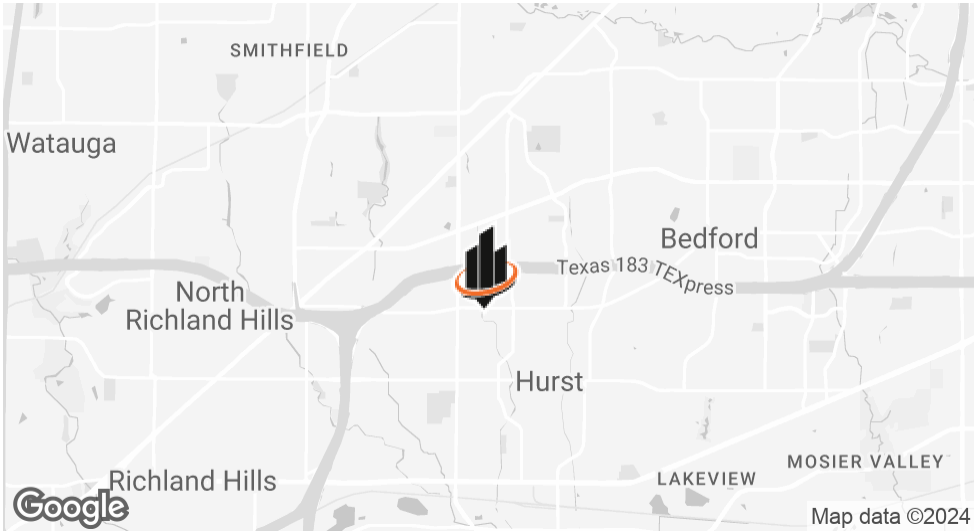 SMITHFIELD
Watauga
Bedford
Texas 183 TEXpress
North
Richland Hills
Hurst
MOSIER VALLEY
LAKEVIEW
Richland Hills
Google
Map data ©2024